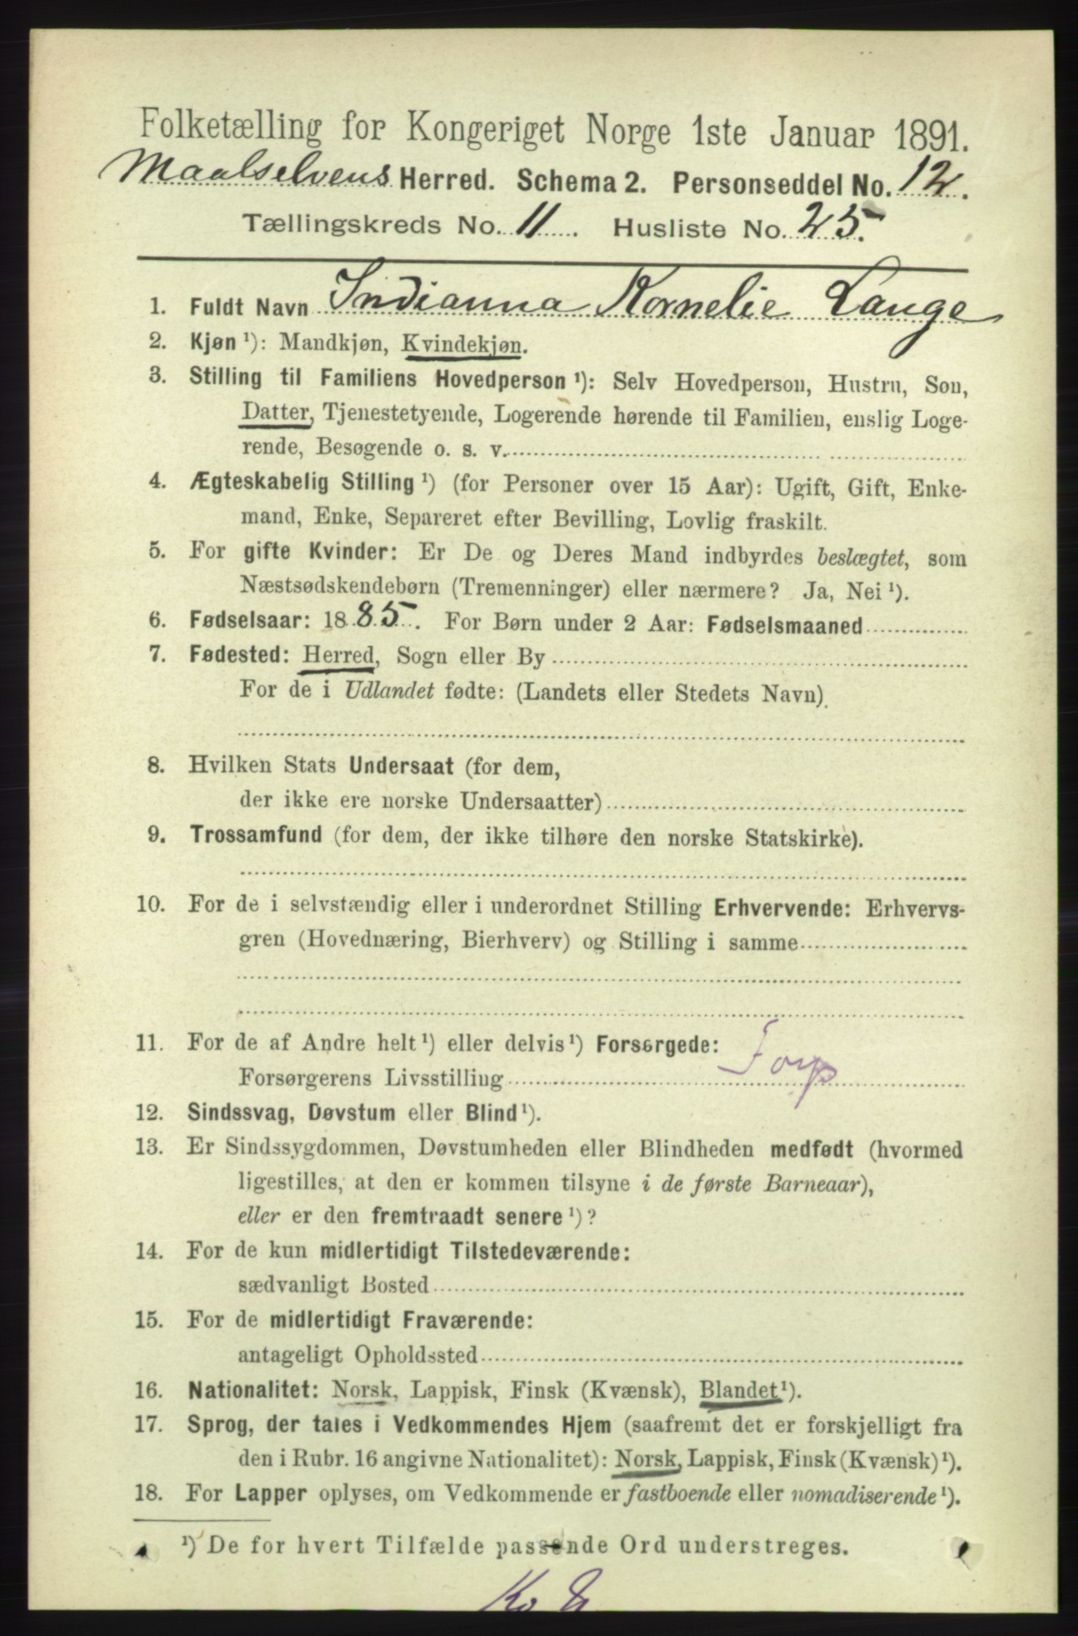 Folketælling for Kongeriget Norge 1ste Januar 1891.
Maalselvens Herred. Schema 2. Personseddel No. 12.
Tællingskreds No. 11. Husliste No. 25.
1. Fuldt Navn Indianna Kornelie Lange
2. Kjøn ¹): Mandkjøn, Kvindekjøn.
3. Stilling til Familiens Hovedperson ¹): Selv Hovedperson, Hustru, Søn,
Datter, Tjenestetyende, Logerende hørende til Familien, enslig Loge-
rende, Besøgende o. s. v.
4. Ægteskabelig Stilling ¹) (for Personer over 15 Aar): Ugift, Gift, Enke-
mand, Enke, Separeret efter Bevilling, Lovlig fraskilt.
5. For gifte Kvinder: Er De og Deres Mand indbyrdes beslægtet, som
Næstsødskendebørn (Tremenninger) eller nærmere? Ja, Nei ¹).
6. Fødselsaar: 1885. For Børn under 2 Aar: Fødselsmaaned
7. Fødested: Herred, Sogn eller By
For de i Udlandet fødte: (Landets eller Stedets Navn)
8. Hvilken Stats Undersaat (for dem,
der ikke ere norske Undersaatter)
9. Trossamfund (for dem, der ikke tilhøre den norske Statskirke).
10. For de i selvstændig eller i underordnet Stilling Erhvervende: Erhvervs-
gren (Hovednæring, Bierhverv) og Stilling i samme
11. For de af Andre helt ¹) eller delvis ¹) Forsørgede:
Forsørgerens Livsstilling
12. Sindssvag, Døvstum eller Blind ¹).
13. Er Sindssygdommen, Døvstumheden eller Blindheden medfødt (hvormed
ligestilles, at den er kommen tilsyne i de første Barneaar),
eller er den fremtraadt senere ¹)?
14. For de kun midlertidigt Tilstedeværende:
sædvanligt Bosted
15. For de midlertidigt Fraværende:
antageligt Opholdssted
16. Nationalitet: Norsk, Lappisk, Finsk (Kvænsk), Blandet ¹).
17. Sprog, der tales i Vedkommendes Hjem (saafremt det er forskjelligt fra
den i Rubr. 16 angivne Nationalitet): Norsk, Lappisk, Finsk (Kvænsk) ¹).
18. For Lapper oplyses, om Vedkommende er fastboende eller nomadiserende ¹).
¹) De for hvert Tilfælde passende Ord understreges.